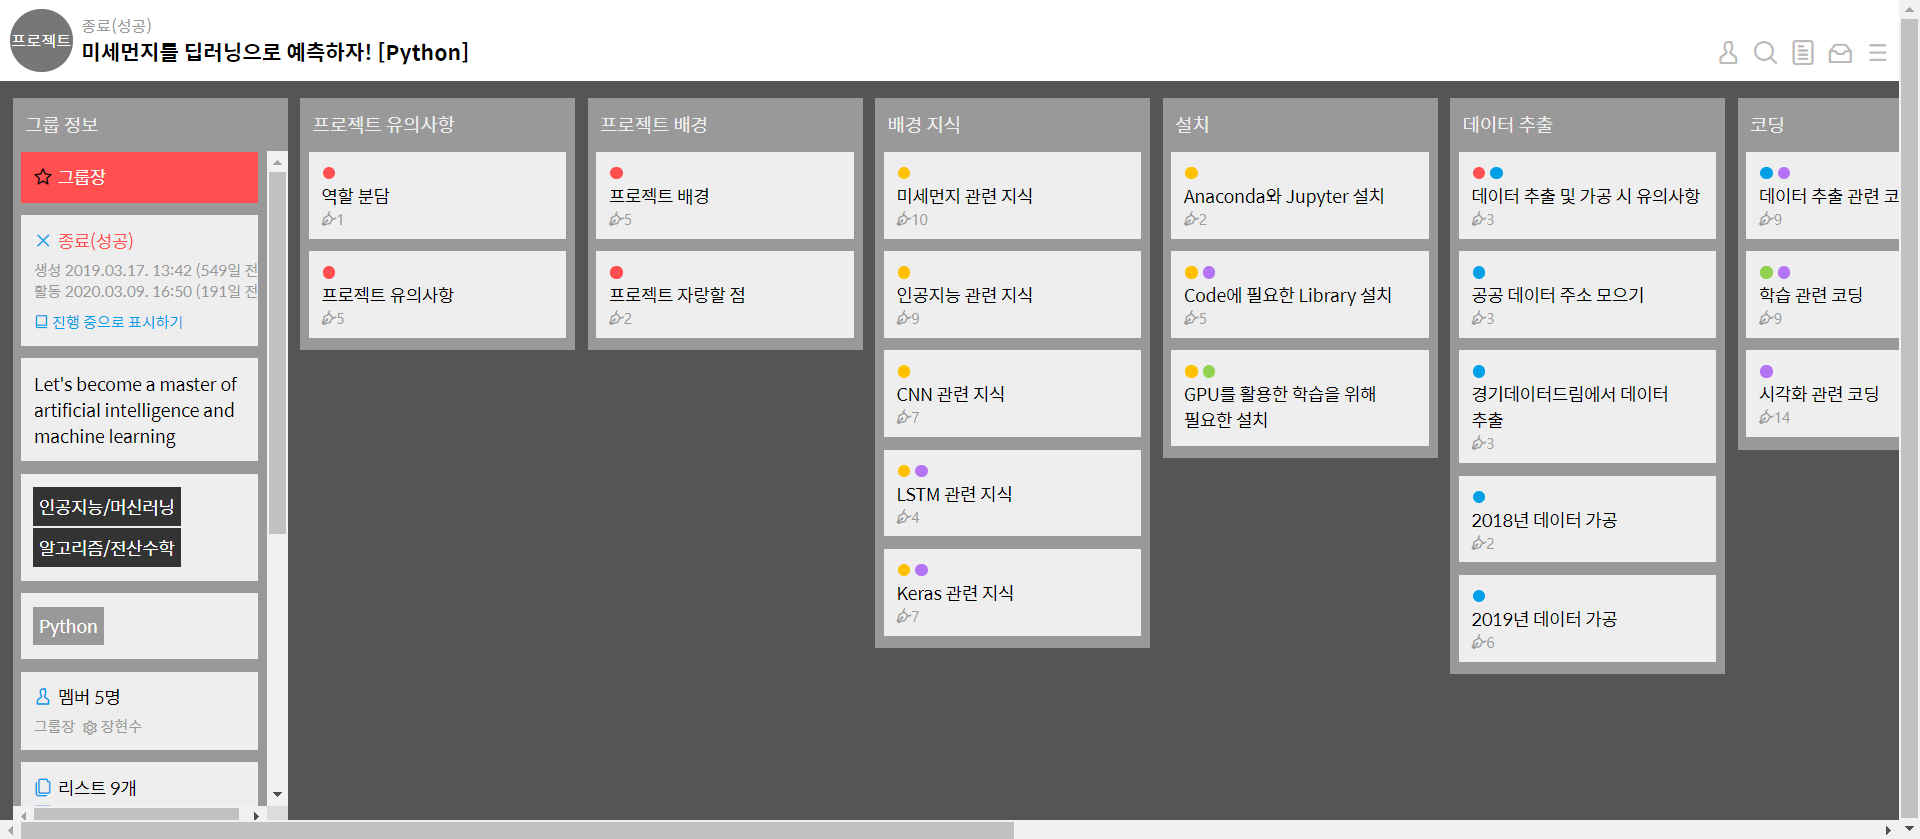 프로젝트
종료(성공)
미세먼지를 딥러닝으로 예측하자! [Python]
그룹 정보
그룹장
종료(성공)
생성 2019.03.17. 13:42 (549일 전
활동 2020.03.09. 16:50 (191일 전
진행 중으로 표시하기
Let's become a master of
artificial intelligence and
machine learning
인공지능/머신러닝
알고리즘/전산수학
Python
멤버 5명
그룹장 장현수
리스트 9개
프로젝트 유의사항
역할 분담
1
프로젝트 유의사항
5
프로젝트 배경
프로젝트 배경
5
프로젝트 자랑할 점
2
배경 지식
미세먼지 관련 지식
10
인공지능 관련 지식
9
CNN 관련 지식
7
LSTM 관련 지식
4
Keras 관련 지식
7
설치
Anaconda와 Jupyter 설치
2
Code에 필요한 Library 설치
5
GPU를 활용한 학습을 위해
필요한 설치
데이터 추출
데이터 추출 및 가공 시 유의사항
3
공공 데이터 주소 모으기
3
경기데이터드림에서 데이터
추출
3
2018년 데이터 가공
2
2019년 데이터 가공
6
코딩
데이터 추출 관련 코
9
학습 관련 코딩
9
시각화 관련 코딩
14